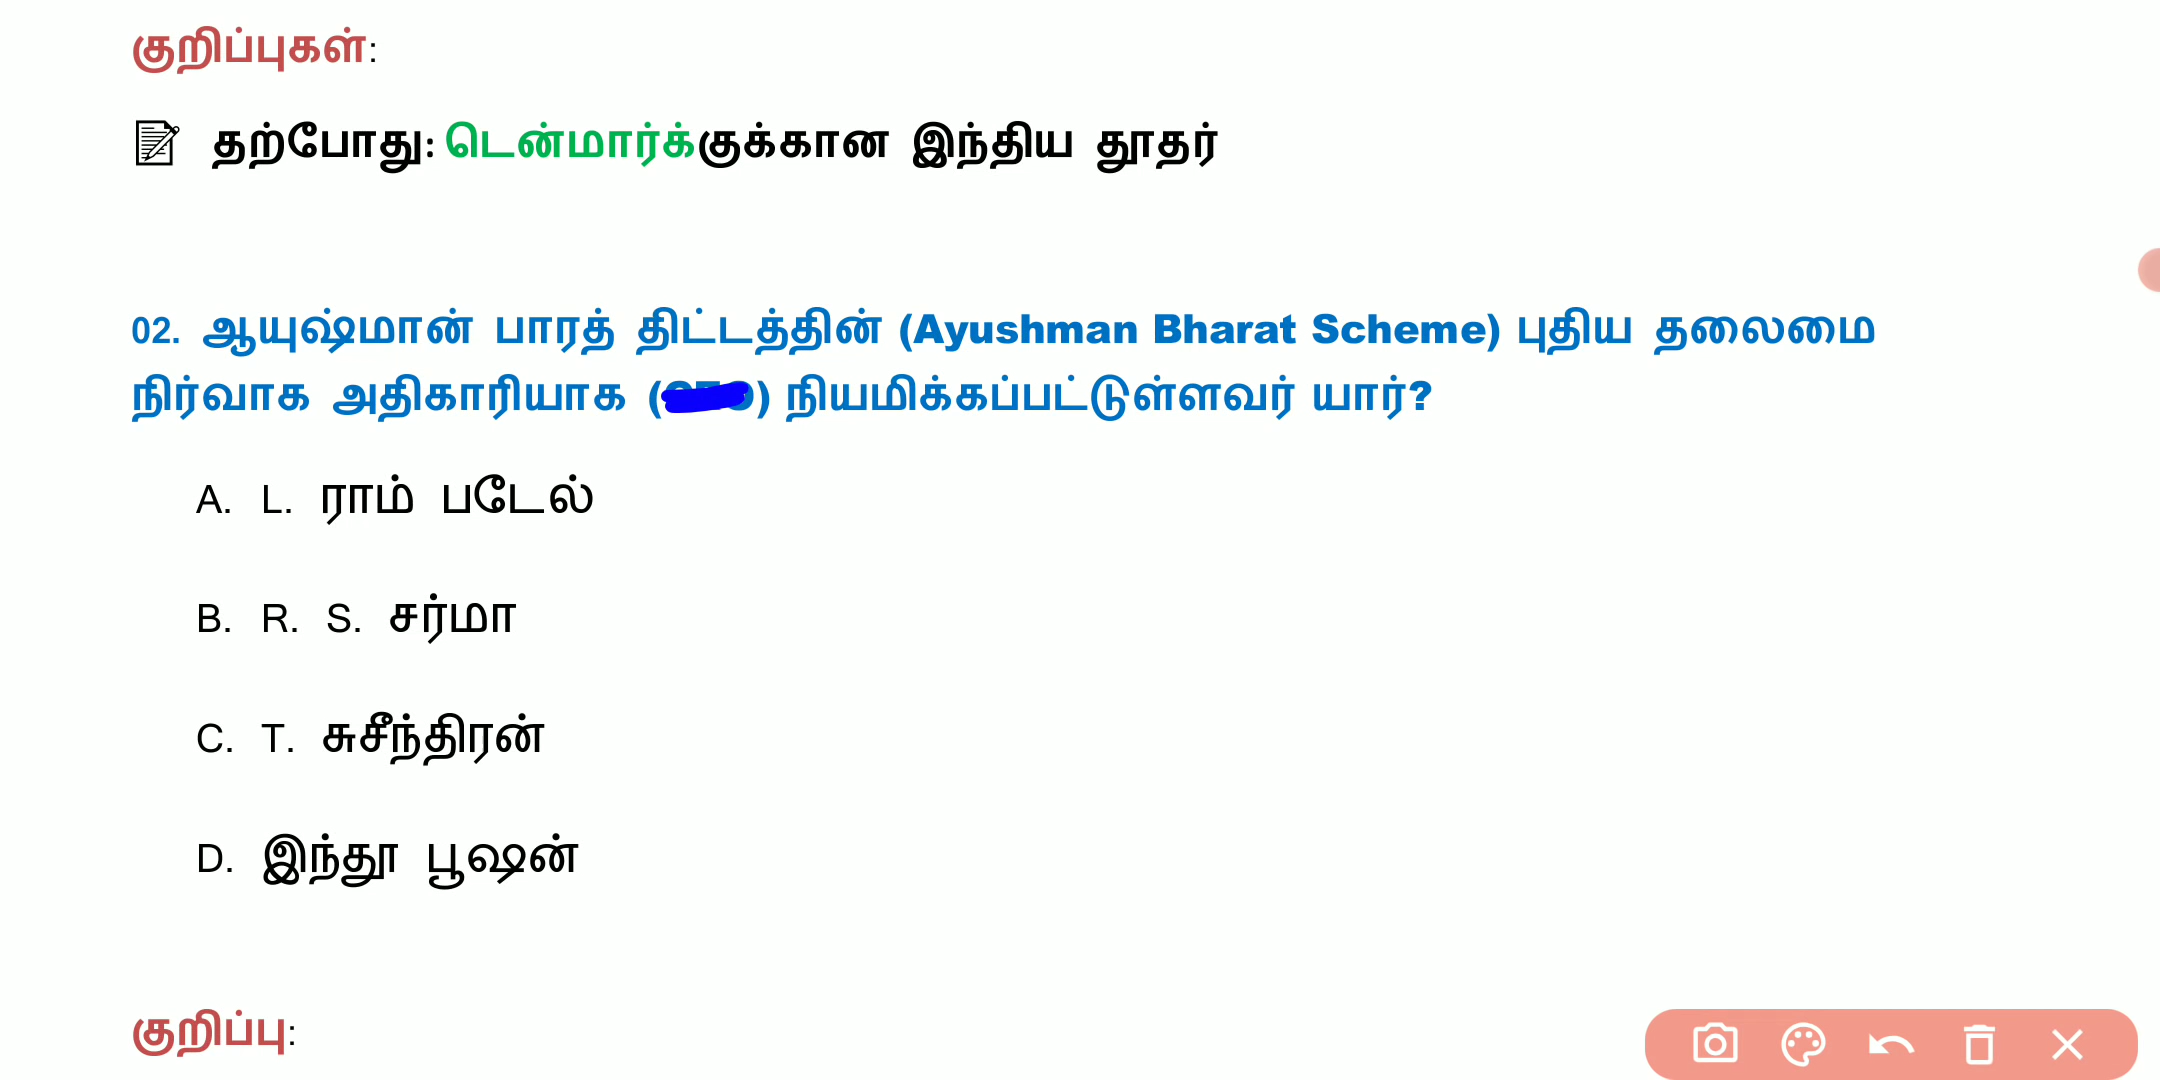 குறிப்புகள்:
தற்போது: டென்மார்க்குக்கான இந்திய தூதர்
02. ஆயுஷ்மான் பாரத் திட்டத்தின் (Ayushman Bharat Scheme) புதிய தலைமை
நிர்வாக அதிகாரியாக () நியமிக்கப்பட்டுள்ளவர் யார்?
A. L. ராம் படேல்
B. R. S. சர்மா
C. T. சுசீந்திரன்
D. இந்தூ பூஷன்
குறிப்பு: